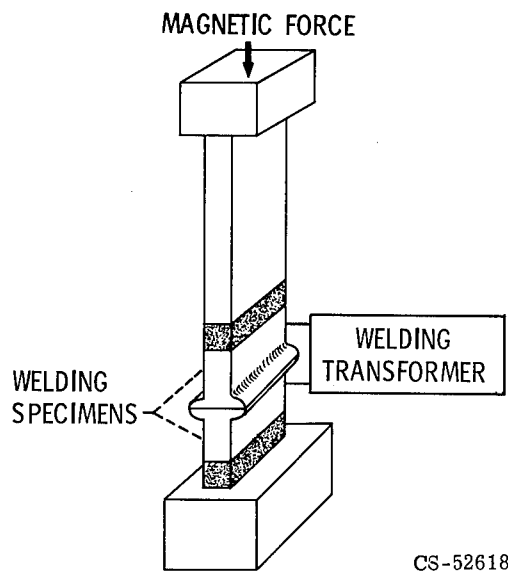 MAGNETIC FORCE
WELDING
TRANSFORMER
WELDING
SPECIMENS
CS-52618